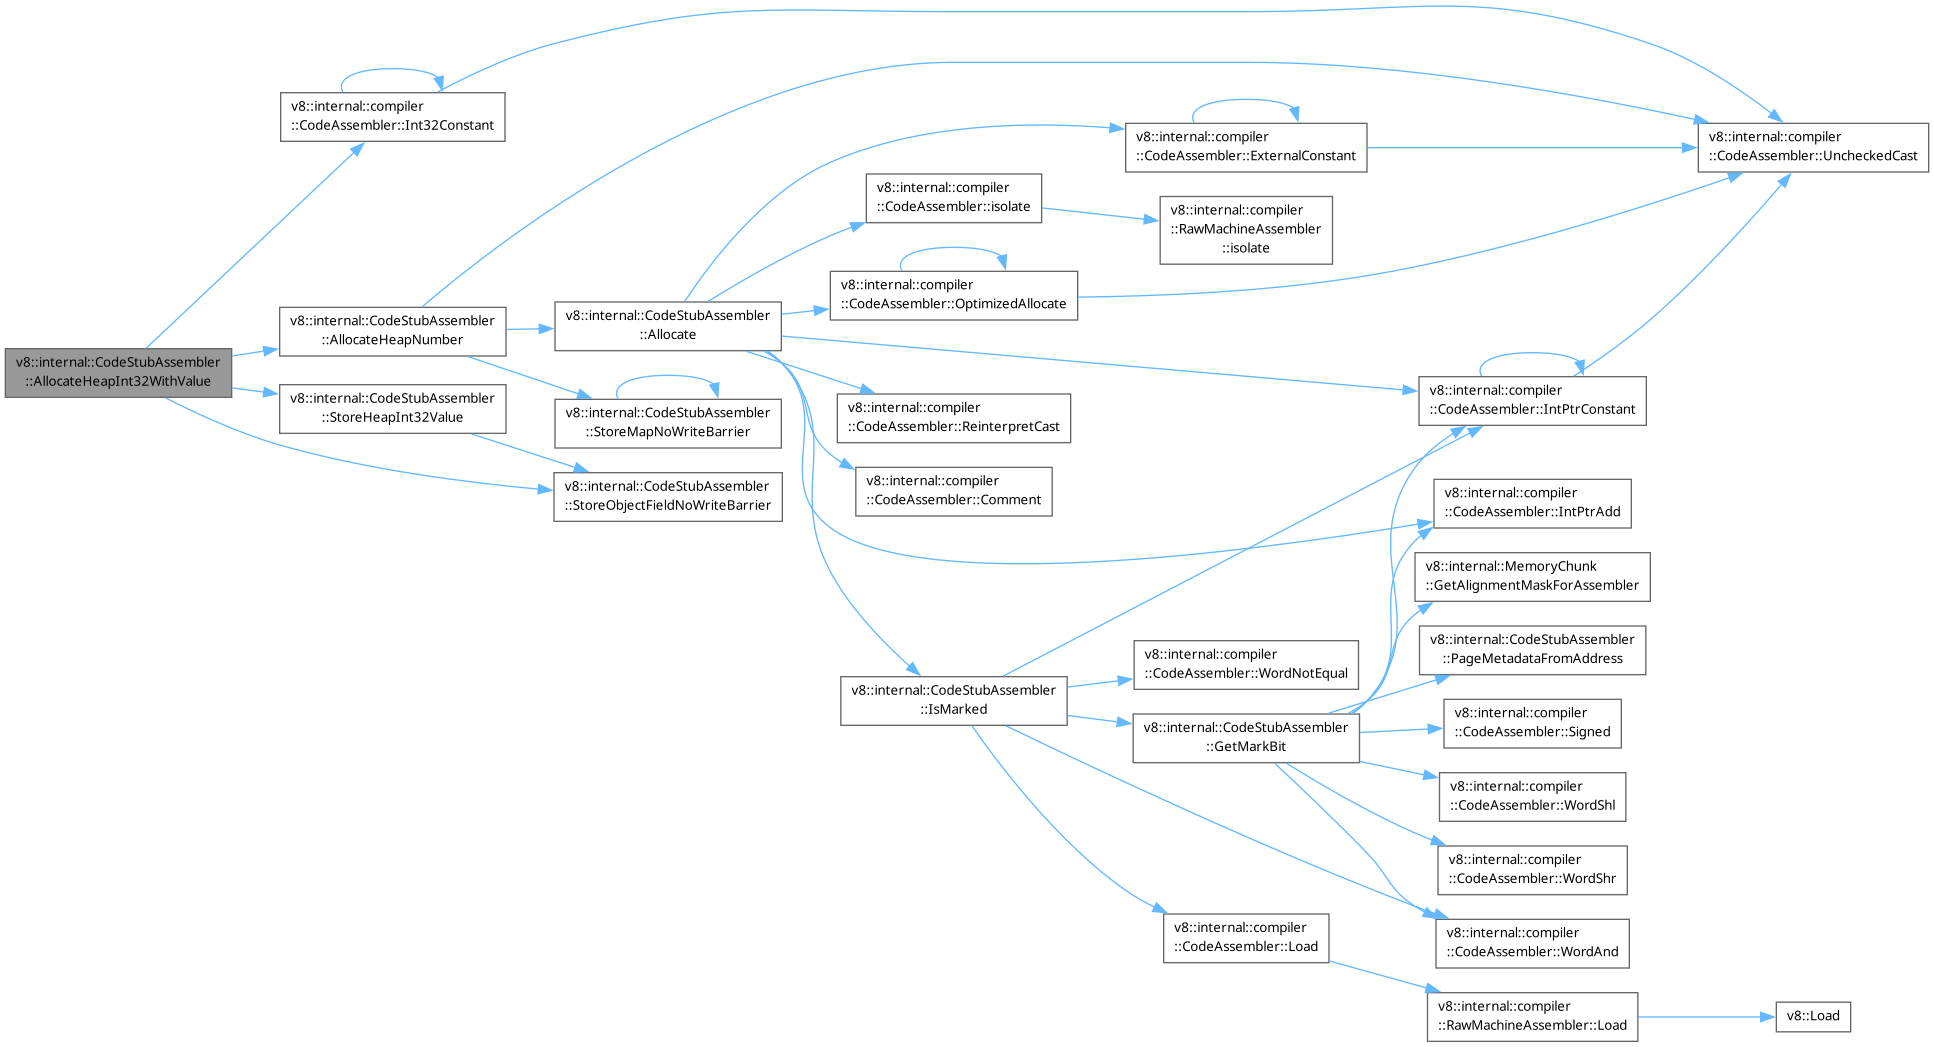 v8::internal::compiler
::CodeAssembler::Int32Constant
v8::internal::compiler
::CodeAssembler::ExternalConstant
v8::internal::compiler
::CodeAssembler::UncheckedCast
v8::internal::compiler
::CodeAssembler::isolate
v8::internal::compiler
::RawMachineAssembler
::isolate
v8::internal::compiler
::CodeAssembler::OptimizedAllocate
v8::internal::CodeStubAssembler
::AllocateHeapNumber
v8::internal::CodeStubAssembler
::Allocate
v8::internal::CodeStubAssembler
::AllocateHeapInt32WithValue
v8::internal::compiler
::CodeAssembler::IntPtrConstant
v8::internal::CodeStubAssembler
::StoreHeapInt32Value
v8::internal::CodeStubAssembler
::StoreMapNoWriteBarrier
v8::internal::compiler
::CodeAssembler::ReinterpretCast
v8::internal::CodeStubAssembler
::StoreObjectFieldNoWriteBarrier
v8::internal::compiler
::CodeAssembler::Comment
v8::internal::compiler
::CodeAssembler::IntPtrAdd
v8::internal::MemoryChunk
::GetAlignmentMaskForAssembler
v8::internal::CodeStubAssembler
::PageMetadataFromAddress
v8::internal::compiler
::CodeAssembler::WordNotEqual
v8::internal::CodeStubAssembler
::IsMarked
v8::internal::CodeStubAssembler
::GetMarkBit
v8::internal::compiler
::CodeAssembler::Signed
v8::internal::compiler
::CodeAssembler::WordShl
v8::internal::compiler
::CodeAssembler::WordShr
v8::internal::compiler
::CodeAssembler::Load
v8::internal::compiler
::CodeAssembler::WordAnd
v8::internal::compiler
::RawMachineAssembler::Load
v8::Load